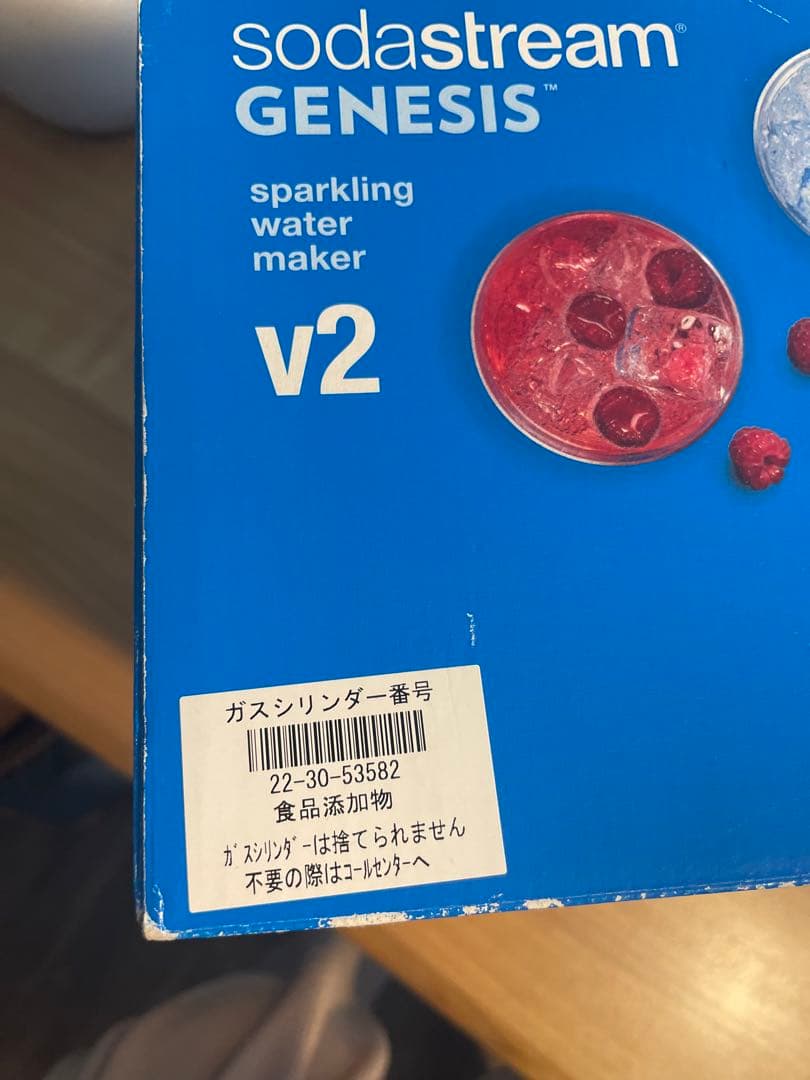 sodastream®
GENESIS™
sparkling
water
maker
v2
ガスシリンダー番号
22-30-53582
食品添加物
ガスシリンダーは捨てられません
不要の際はコールセンターへ